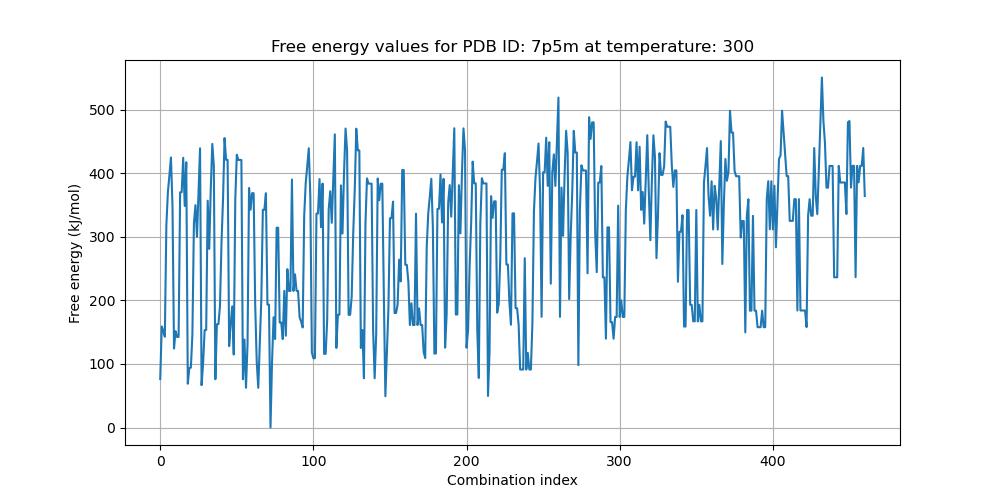 Free energy values for PDB ID: 7p5m at temperature: 300
Free energy (kJ/mol)
500
400
300
200
100
0
0 100 200 300 400
Combination index